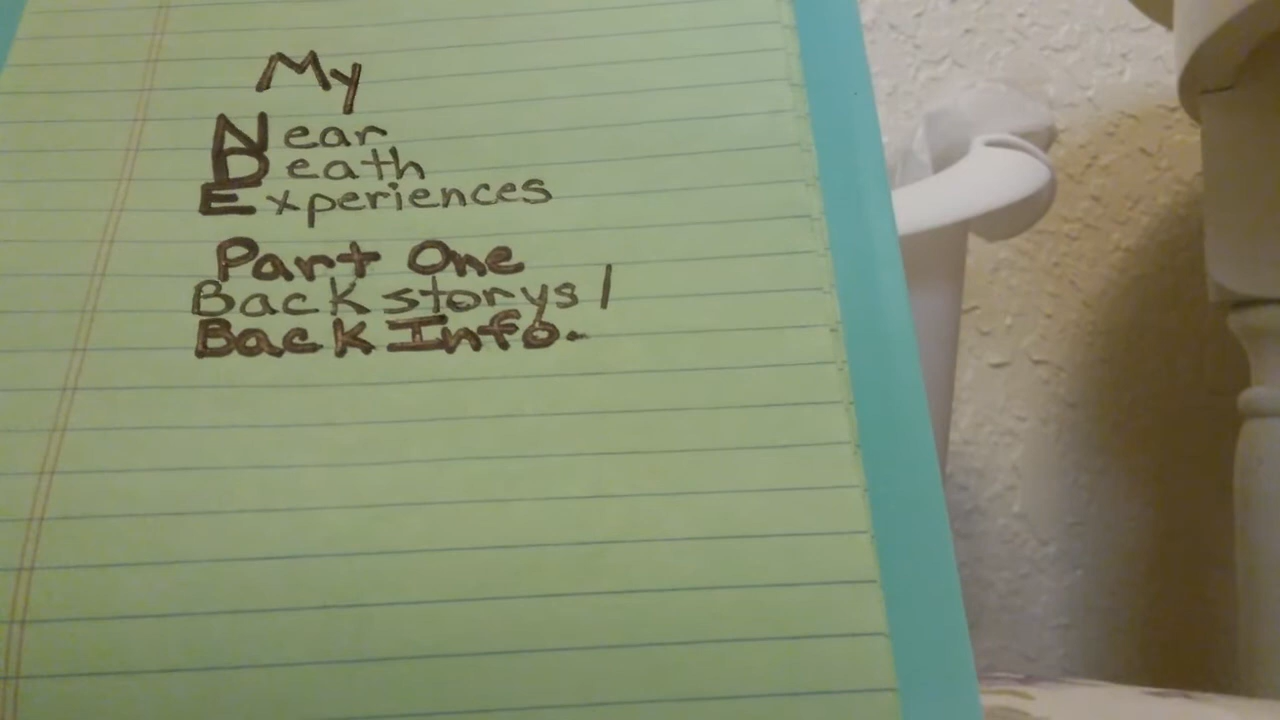 My
Near
Death
Experiences
Part One
Backstorys/
Back Info.